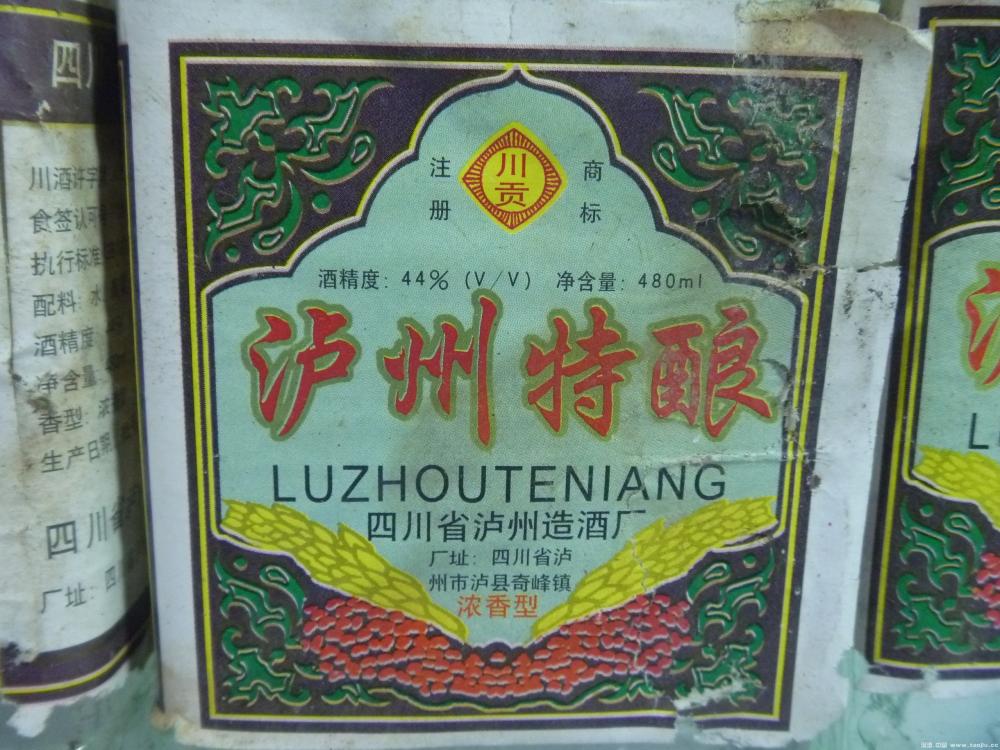 四川
川酒许字
食签认可
执行标准
配料: 水
酒精度
净含量
香型: 浓
生产日期
四川省
厂址: 四
注册 川贡 商标
酒精度: 44% (V/V) 净含量: 480ml
泸州特酿
LUZHOUTENIANG
四川省泸州造酒厂
厂址: 四川省泸
州市泸县奇峰镇
浓香型
L